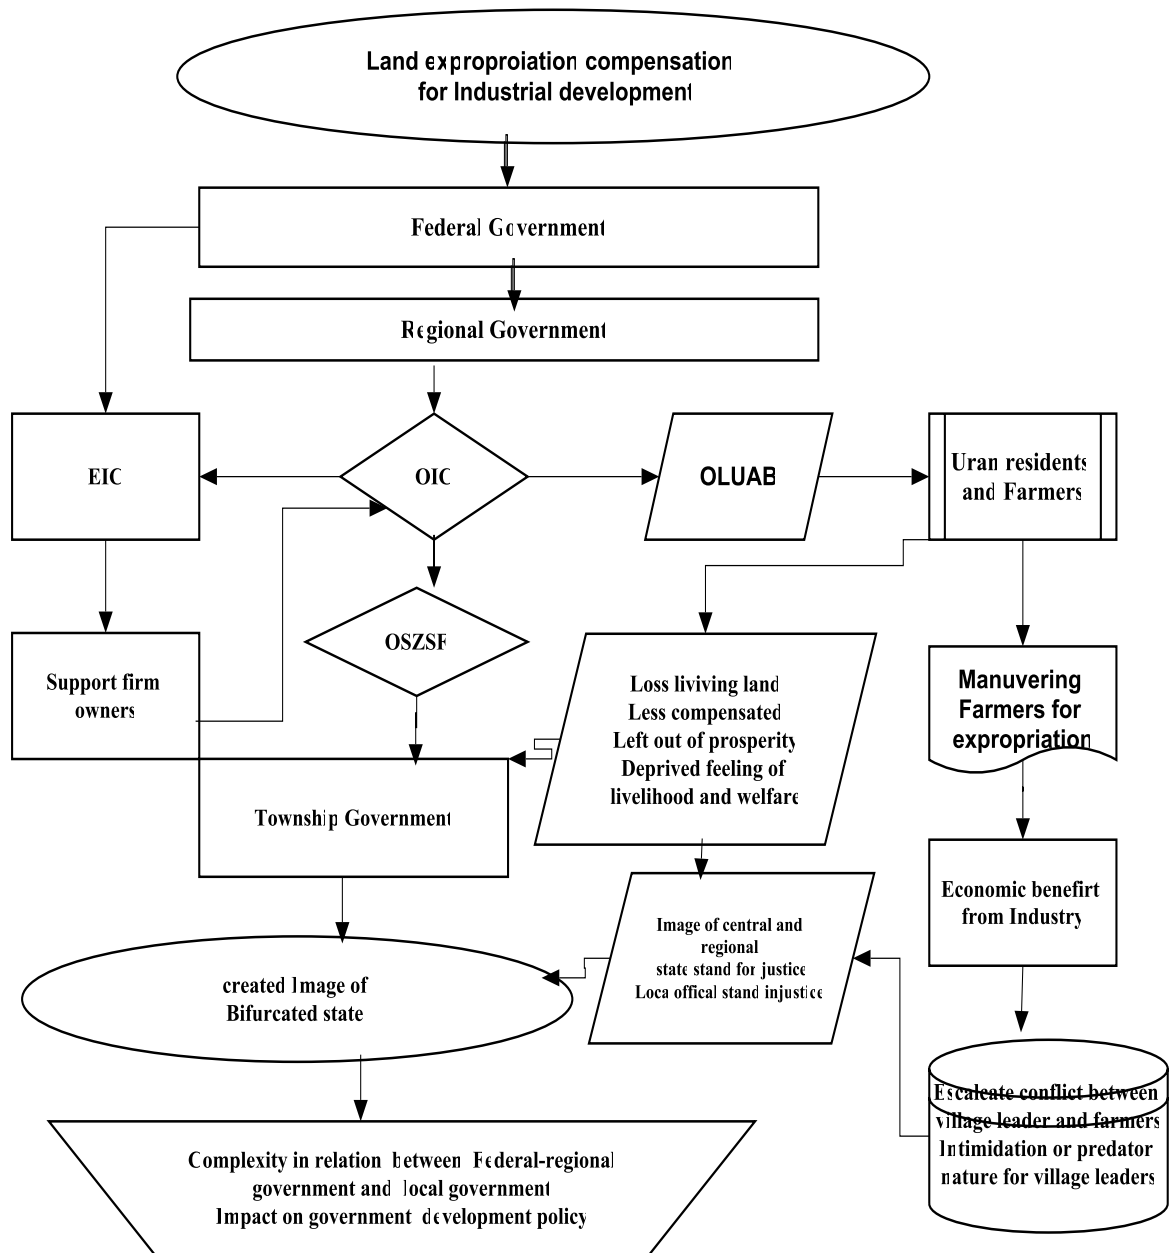 Land exproproiation compensation
for Industrial development
Federal Government
Regional Government
EIC
OIC
OLUAB
Uran residents
and Farmers
OSZSF
Support firm
owners
Loss liviving land
Less compensated
Left out of prosperity
Deprived feeling of
livelihood and welfare
Manuvering
Farmers for
expropriation
Township Government
Economic benefirt
from Industry
Image of central and
regional
state stand for justice
Loca offical stand injustice
created Image of
Bifurcated state
Escalcate conflict between
village leader and farmers
Intimidation or predator
nature for village leaders
Complexity in relation between Federal-regional
government and local government
Impact on government development policy